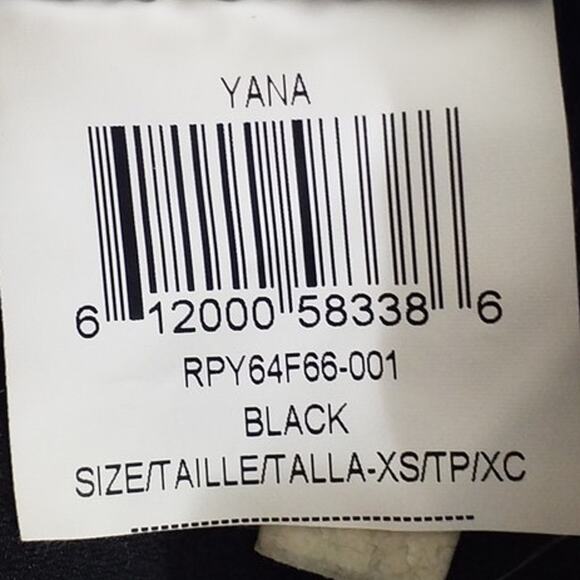 YANA
6 12000 58338 6
RPY64F66-001
BLACK
SIZE/TAILLE/TALLA-XS/TP/XC